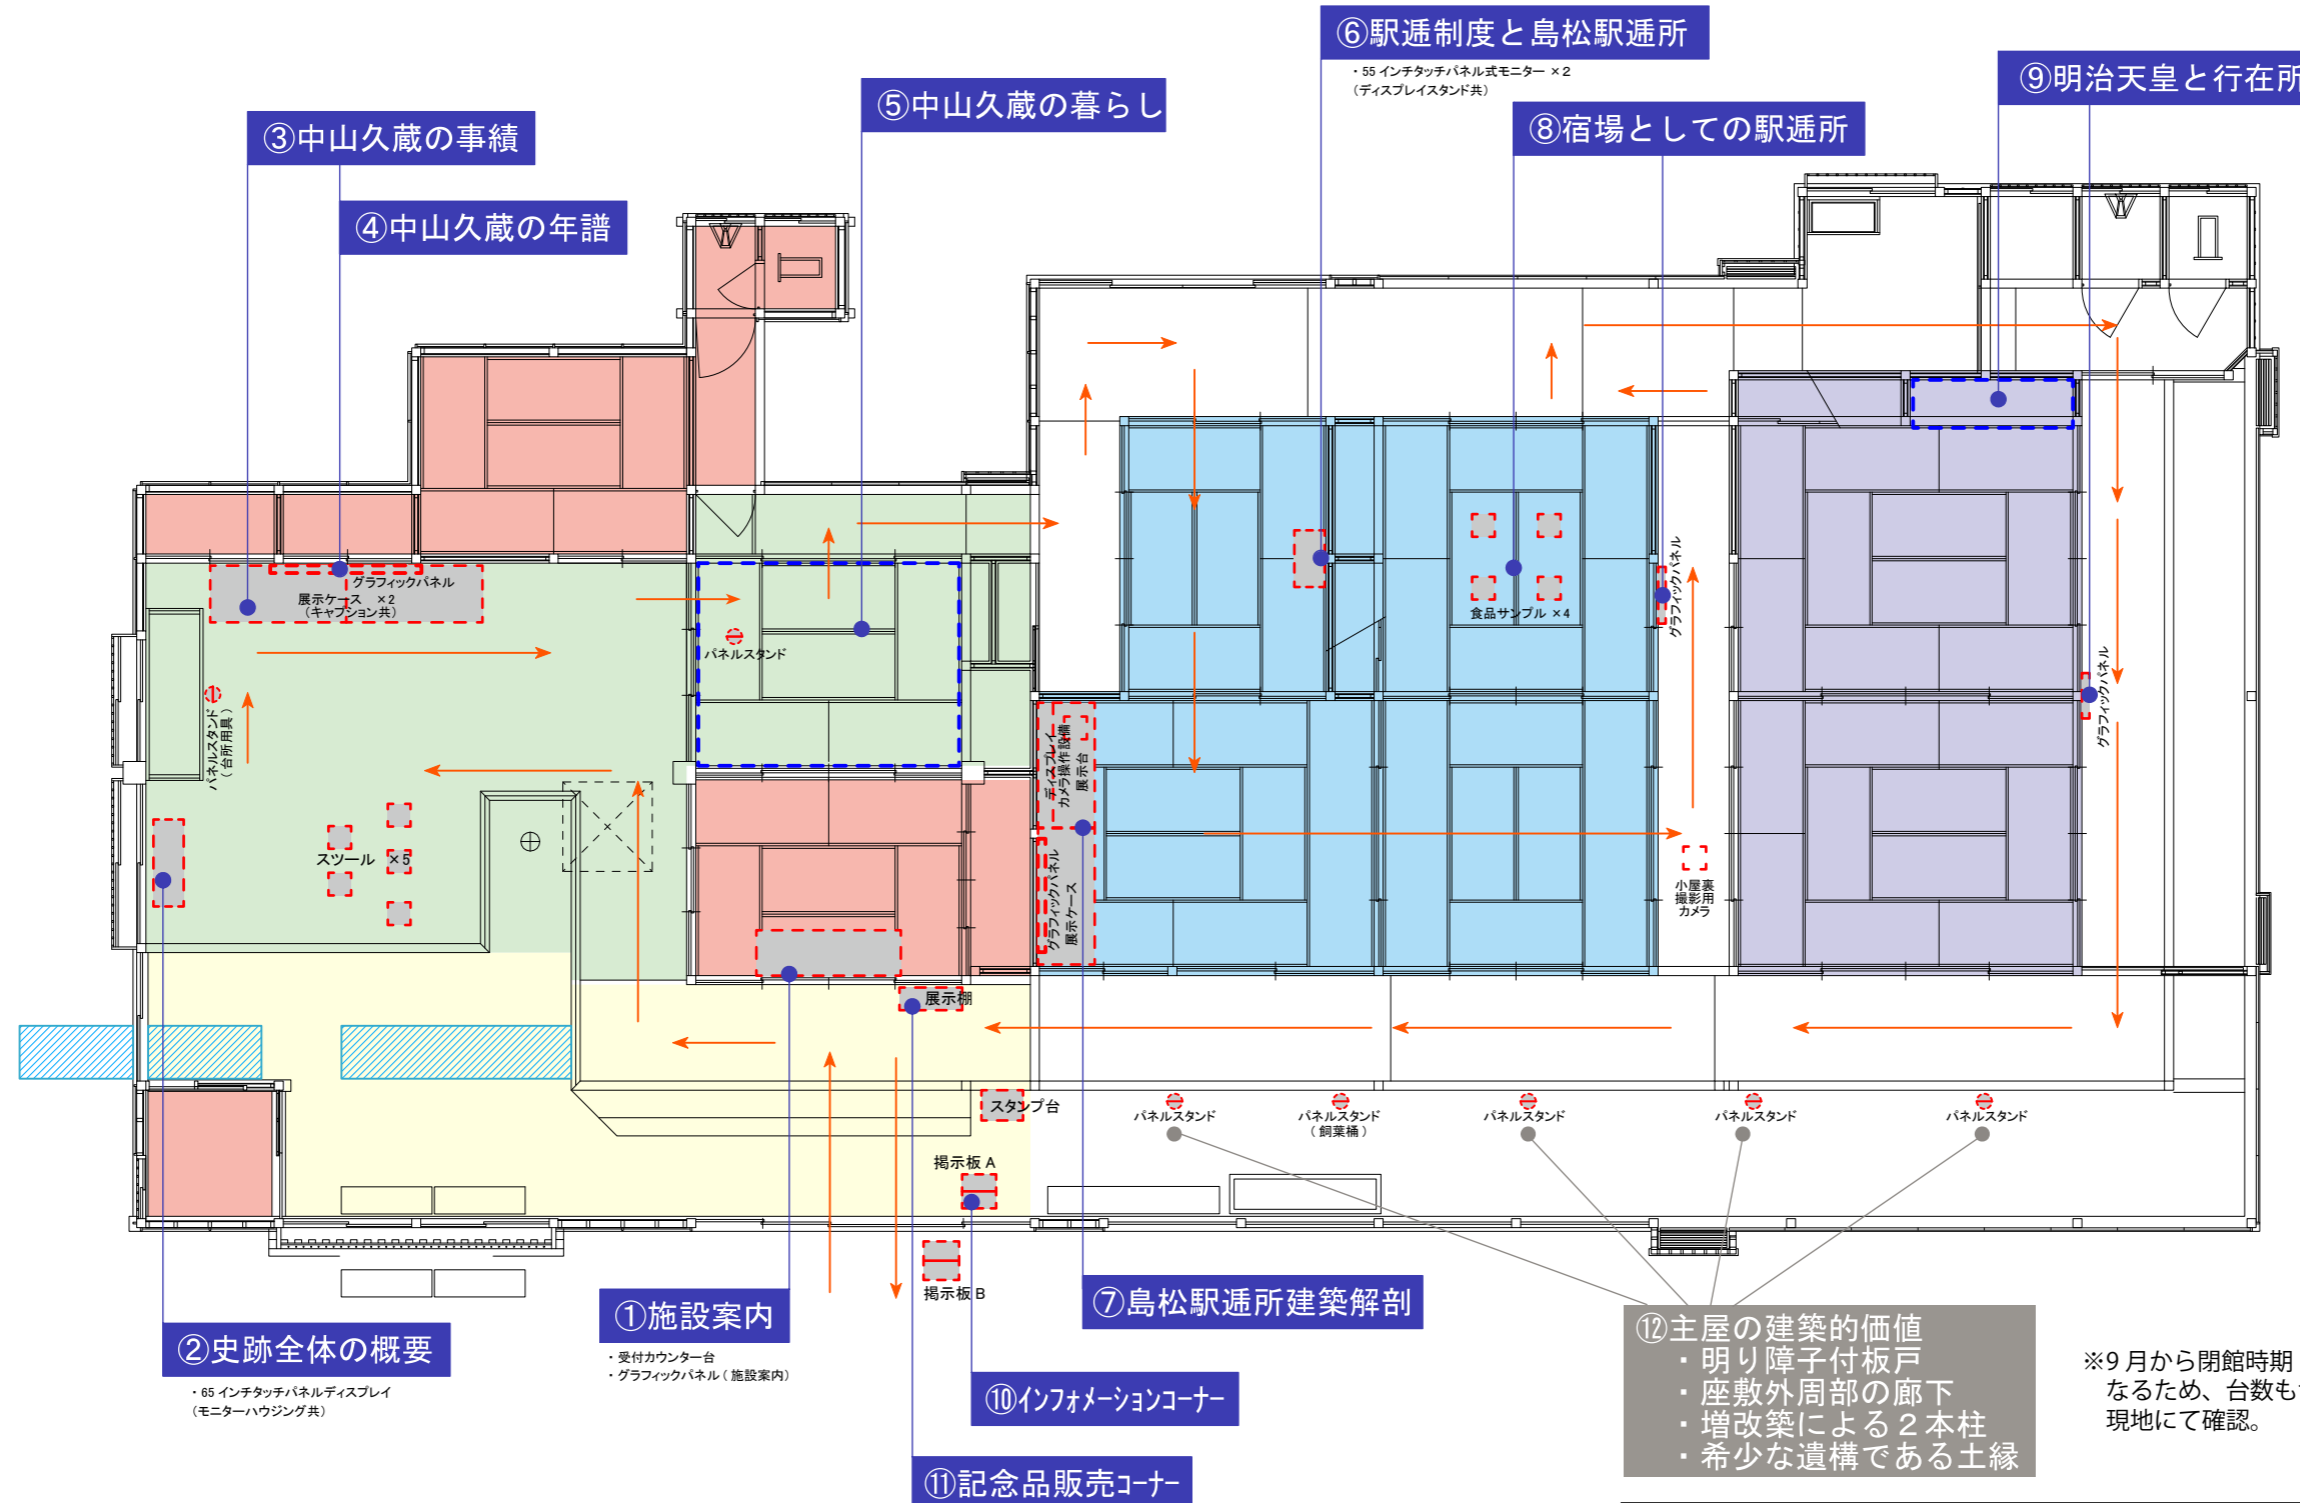 ⑥駅逓制度と島松駅逓所
・55 インチタッチパネル式モニター ×2
（ディスプレイスタンド共）
⑨明治天皇と行在所
⑤中山久蔵の暮らし
⑧宿場としての駅逓所
③中山久蔵の事績
④中山久蔵の年譜
グラフィックパネル
展示ケース ×2
（キャプション共）
パネルスタンド
パネルスタンド
（台所用具）
スツール ×5
食品サンプル ×4
グラフィックパネル
グラフィックパネル
ディスプレイ
カメラ操作設備
展示台
グラフィックパネル
展示ケース
小屋裏
撮影用
カメラ
展示棚
スタンプ台
パネルスタンド
パネルスタンド
（飼葉桶）
パネルスタンド
パネルスタンド
パネルスタンド
掲示板 A
掲示板 B
①施設案内
・受付カウンター台
・グラフィックパネル（施設案内）
⑦島松駅逓所建築解剖
②史跡全体の概要
・65 インチタッチパネルディスプレイ
（モニターハウジング共）
⑩インフォメーションコーナー
⑪記念品販売コーナー
⑫主屋の建築的価値
・明り障子付板戸
・座敷外周部の廊下
・増改築による２本柱
・希少な遺構である土縁
※9 月から閉館時期
なるため、台数も
現地にて確認。